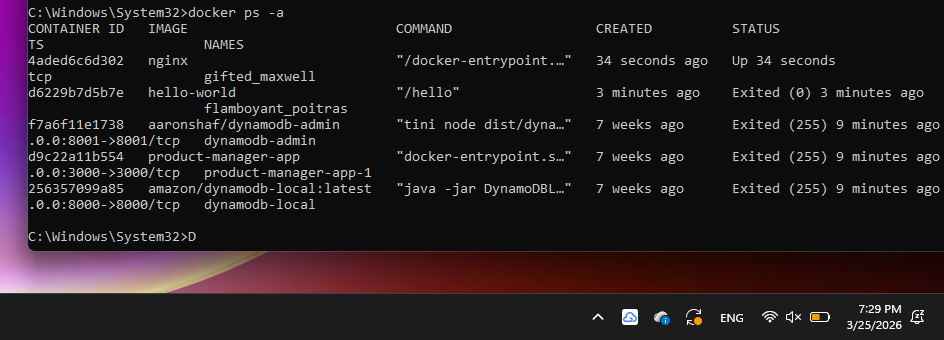 C:\Windows\System32>docker ps -a
CONTAINER ID   IMAGE                          COMMAND                  CREATED          STATUS
TS                    NAMES
4aded6c6d302   nginx                          "/docker-entrypoint.…"   34 seconds ago   Up 34 seconds
tcp                   gifted_maxwell
d6229b7d5b7e   hello-world                    "/hello"                 3 minutes ago    Exited (0) 3 minutes ago
                      flamboyant_poitras
f7a6f11e1738   aaronshaf/dynamodb-admin       "tini node dist/dyna…"   7 weeks ago      Exited (255) 9 minutes ago
.0.0:8001->8001/tcp   dynamodb-admin
d9c22a11b554   product-manager-app            "docker-entrypoint.s…"   7 weeks ago      Exited (255) 9 minutes ago
.0.0:3000->3000/tcp   product-manager-app-1
256357099a85   amazon/dynamodb-local:latest   "java -jar DynamoDBL…"   7 weeks ago      Exited (255) 9 minutes ago
.0.0:8000->8000/tcp   dynamodb-local
C:\Windows\System32>D
ENG
7:29 PM
3/25/2026